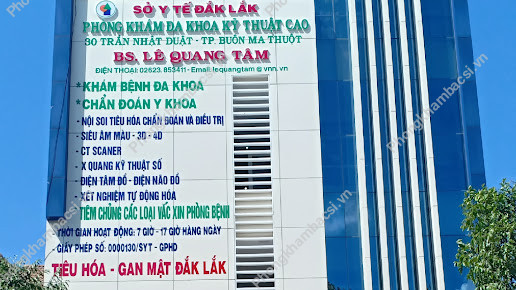 SỞ Y TẾ ĐẮK LẮK
PHÒNG KHÁM ĐA KHOA KỸ THUẬT CAO
30 TRẦN NHẬT DUẬT - TP. BUÔN MA THUỘT
BS. LÊ QUANG TÂM
ĐIỆN THOẠI: 02623 853411 - Email: lequangtam@vnn.vn
*KHÁM BỆNH ĐA KHOA
*CHẨN ĐOÁN Y KHOA
- NỘI SOI TIÊU HÓA CHẨN ĐOÁN VÀ ĐIỀU TRỊ
- SIÊU ÂM MÀU - 3D - 4D
- CT SCANER
- X QUANG KỸ THUẬT SỐ
- ĐIỆN TÂM ĐỒ - ĐIỆN NÃO ĐỒ
- XÉT NGHIỆM TỰ ĐỘNG HÓA
TIÊM CHỦNG CÁC LOẠI VẮC XIN PHÒNG BỆNH
- THỜI GIAN HOẠT ĐỘNG: 7 GIỜ - 17 GIỜ HÀNG NGÀY
- GIẤY PHÉP SỐ: 0000130/SYT - GPHD
TIÊU HÓA - GAN MẬT ĐẮK LẮK
Phongkhambacsi.vn